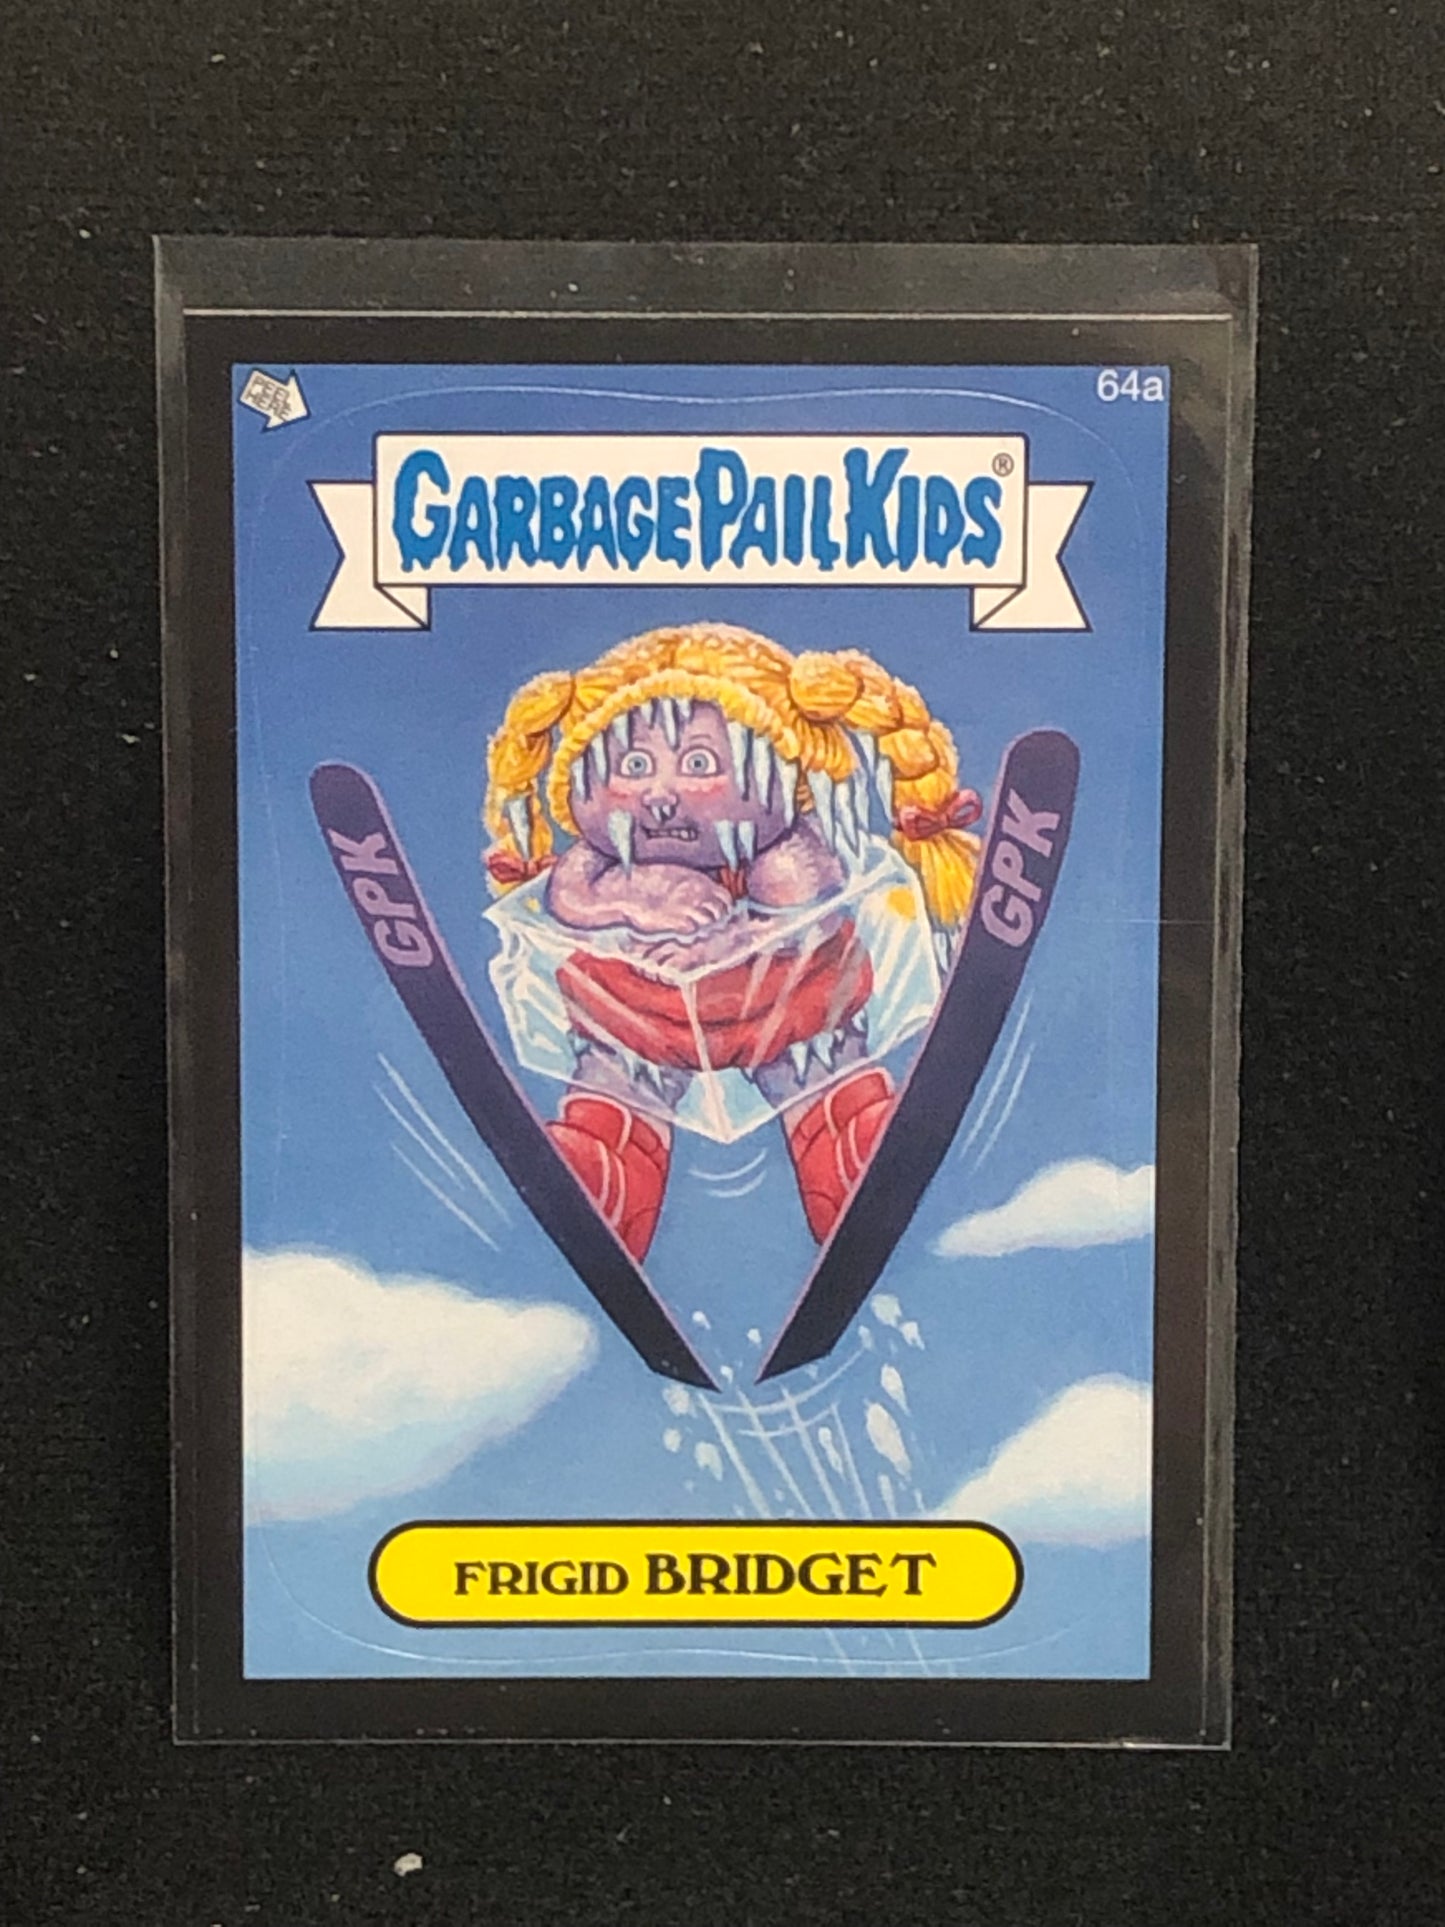 PEEL
HERE
64a
GARBAGE PAIL KIDS®
GPK
GPK
FRIGID BRIDGET